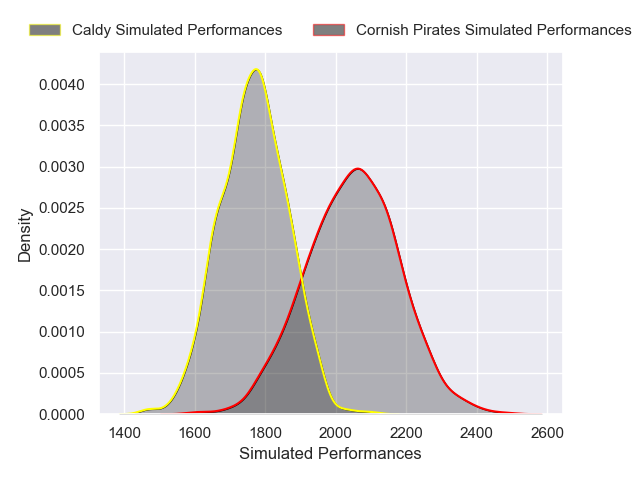 Caldy Simulated Performances
Cornish Pirates Simulated Performances
0.0040
0.0035
0.0030
0.0025
0.0020
0.0015
0.0010
0.0005
0.0000
Density
1400 1600 1800 2000 2200 2400 2600
Simulated Performances